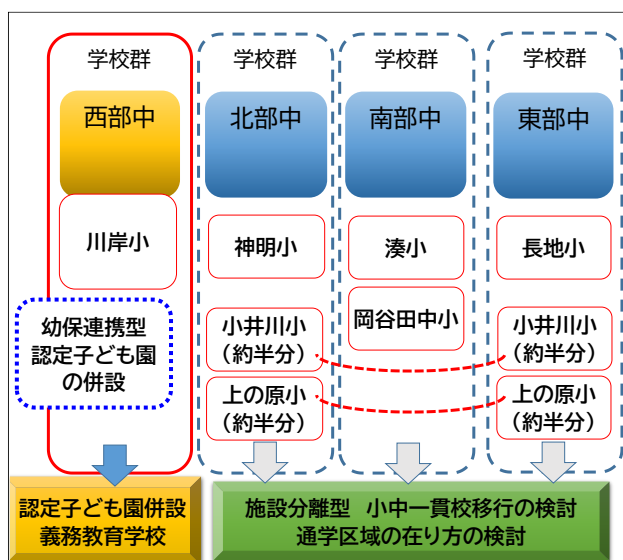 学校群
西部中
川岸小
幼保連携型
認定子ども園
の併設
認定子ども園併設
義務教育学校
学校群
北部中
神明小
小井川小
(約半分)
上の原小
(約半分)
学校群
南部中
湊小
岡谷田中小
学校群
東部中
長地小
小井川小
(約半分)
上の原小
(約半分)
施設分離型 小中一貫校移行の検討
通学区域の在り方の検討